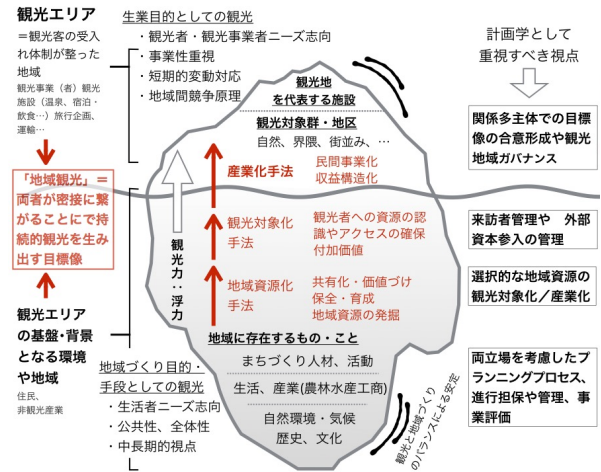 観光エリア
＝観光客の受入
れ体制が整った
地域
観光事業（者）観光
施設（温泉、宿泊・
飲食…）旅行企画、
運輸…
「地域観光」＝
両者が密接に繋
がることにで持
続的観光を生み
出す目標像
観光エリア
の基盤・背景
となる環境
や地域
住民、
非観光産業
生業目的としての観光
・観光者・観光事業者ニーズ志向
・事業性重視
・短期的変動対応
・地域間競争原理
地域づくり目的・
手段としての観光
・生活者ニーズ志向
・公共性、全体性
・中長期的視点
観光力：浮力
観光地
を代表する施設
観光対象群・地区
自然、界隈、街並み、…
産業化手法
民間事業化
収益構造化
観光対象化
手法
観光者への資源の認
識やアクセスの確保
付加価値
地域資源化
手法
共有化・価値づけ
保全・育成
地域資源の発掘
地域に存在するもの・こと
まちづくり人材、活動
生活、産業(農林水産工商)
自然環境・気候
歴史、文化
観光と地域づくり
のバランスによる安定
計画学として
重視すべき視点
関係多主体での目標
像の合意形成や観光
地域ガバナンス
来訪者管理や　外部
資本参入の管理
選択的な地域資源の
観光対象化／産業化
両立場を考慮したプ
ランニングプロセス、
進行担保や管理、事
業評価